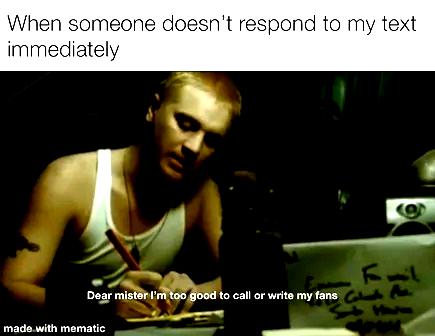 When someone doesn't respond to my text
immediately
Dear mister I'm too good to call or write my fans
made with mematic